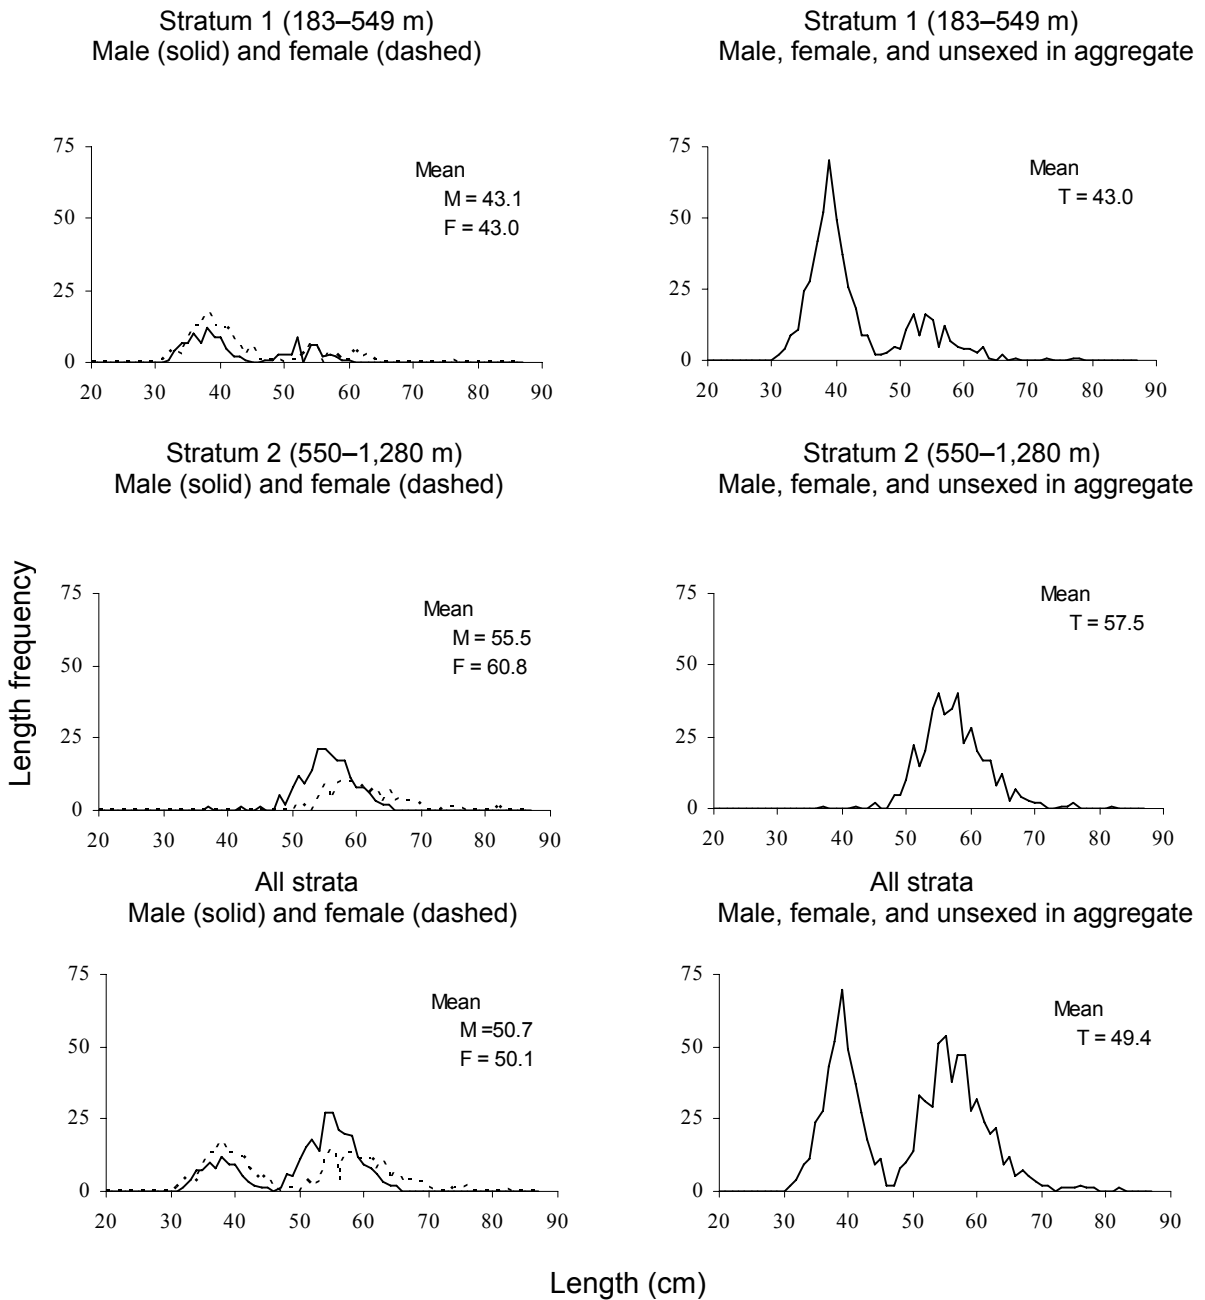 Stratum 1 (183–549 m)
Male (solid) and female (dashed)
75
50
25
0
20 30 40 50 60 70 80 90
Mean
M = 43.1
F = 43.0
Stratum 1 (183–549 m)
Male, female, and unsexed in aggregate
75
50
25
0
20 30 40 50 60 70 80 90
Mean
T = 43.0
Stratum 2 (550–1,280 m)
Male (solid) and female (dashed)
75
50
25
0
20 30 40 50 60 70 80 90
Mean
M = 55.5
F = 60.8
Stratum 2 (550–1,280 m)
Male, female, and unsexed in aggregate
75
50
25
0
20 30 40 50 60 70 80 90
Mean
T = 57.5
All strata
Male (solid) and female (dashed)
75
50
25
0
20 30 40 50 60 70 80 90
Mean
M =50.7
F = 50.1
All strata
Male, female, and unsexed in aggregate
75
50
25
0
20 30 40 50 60 70 80 90
Mean
T = 49.4
Length frequency
Length (cm)